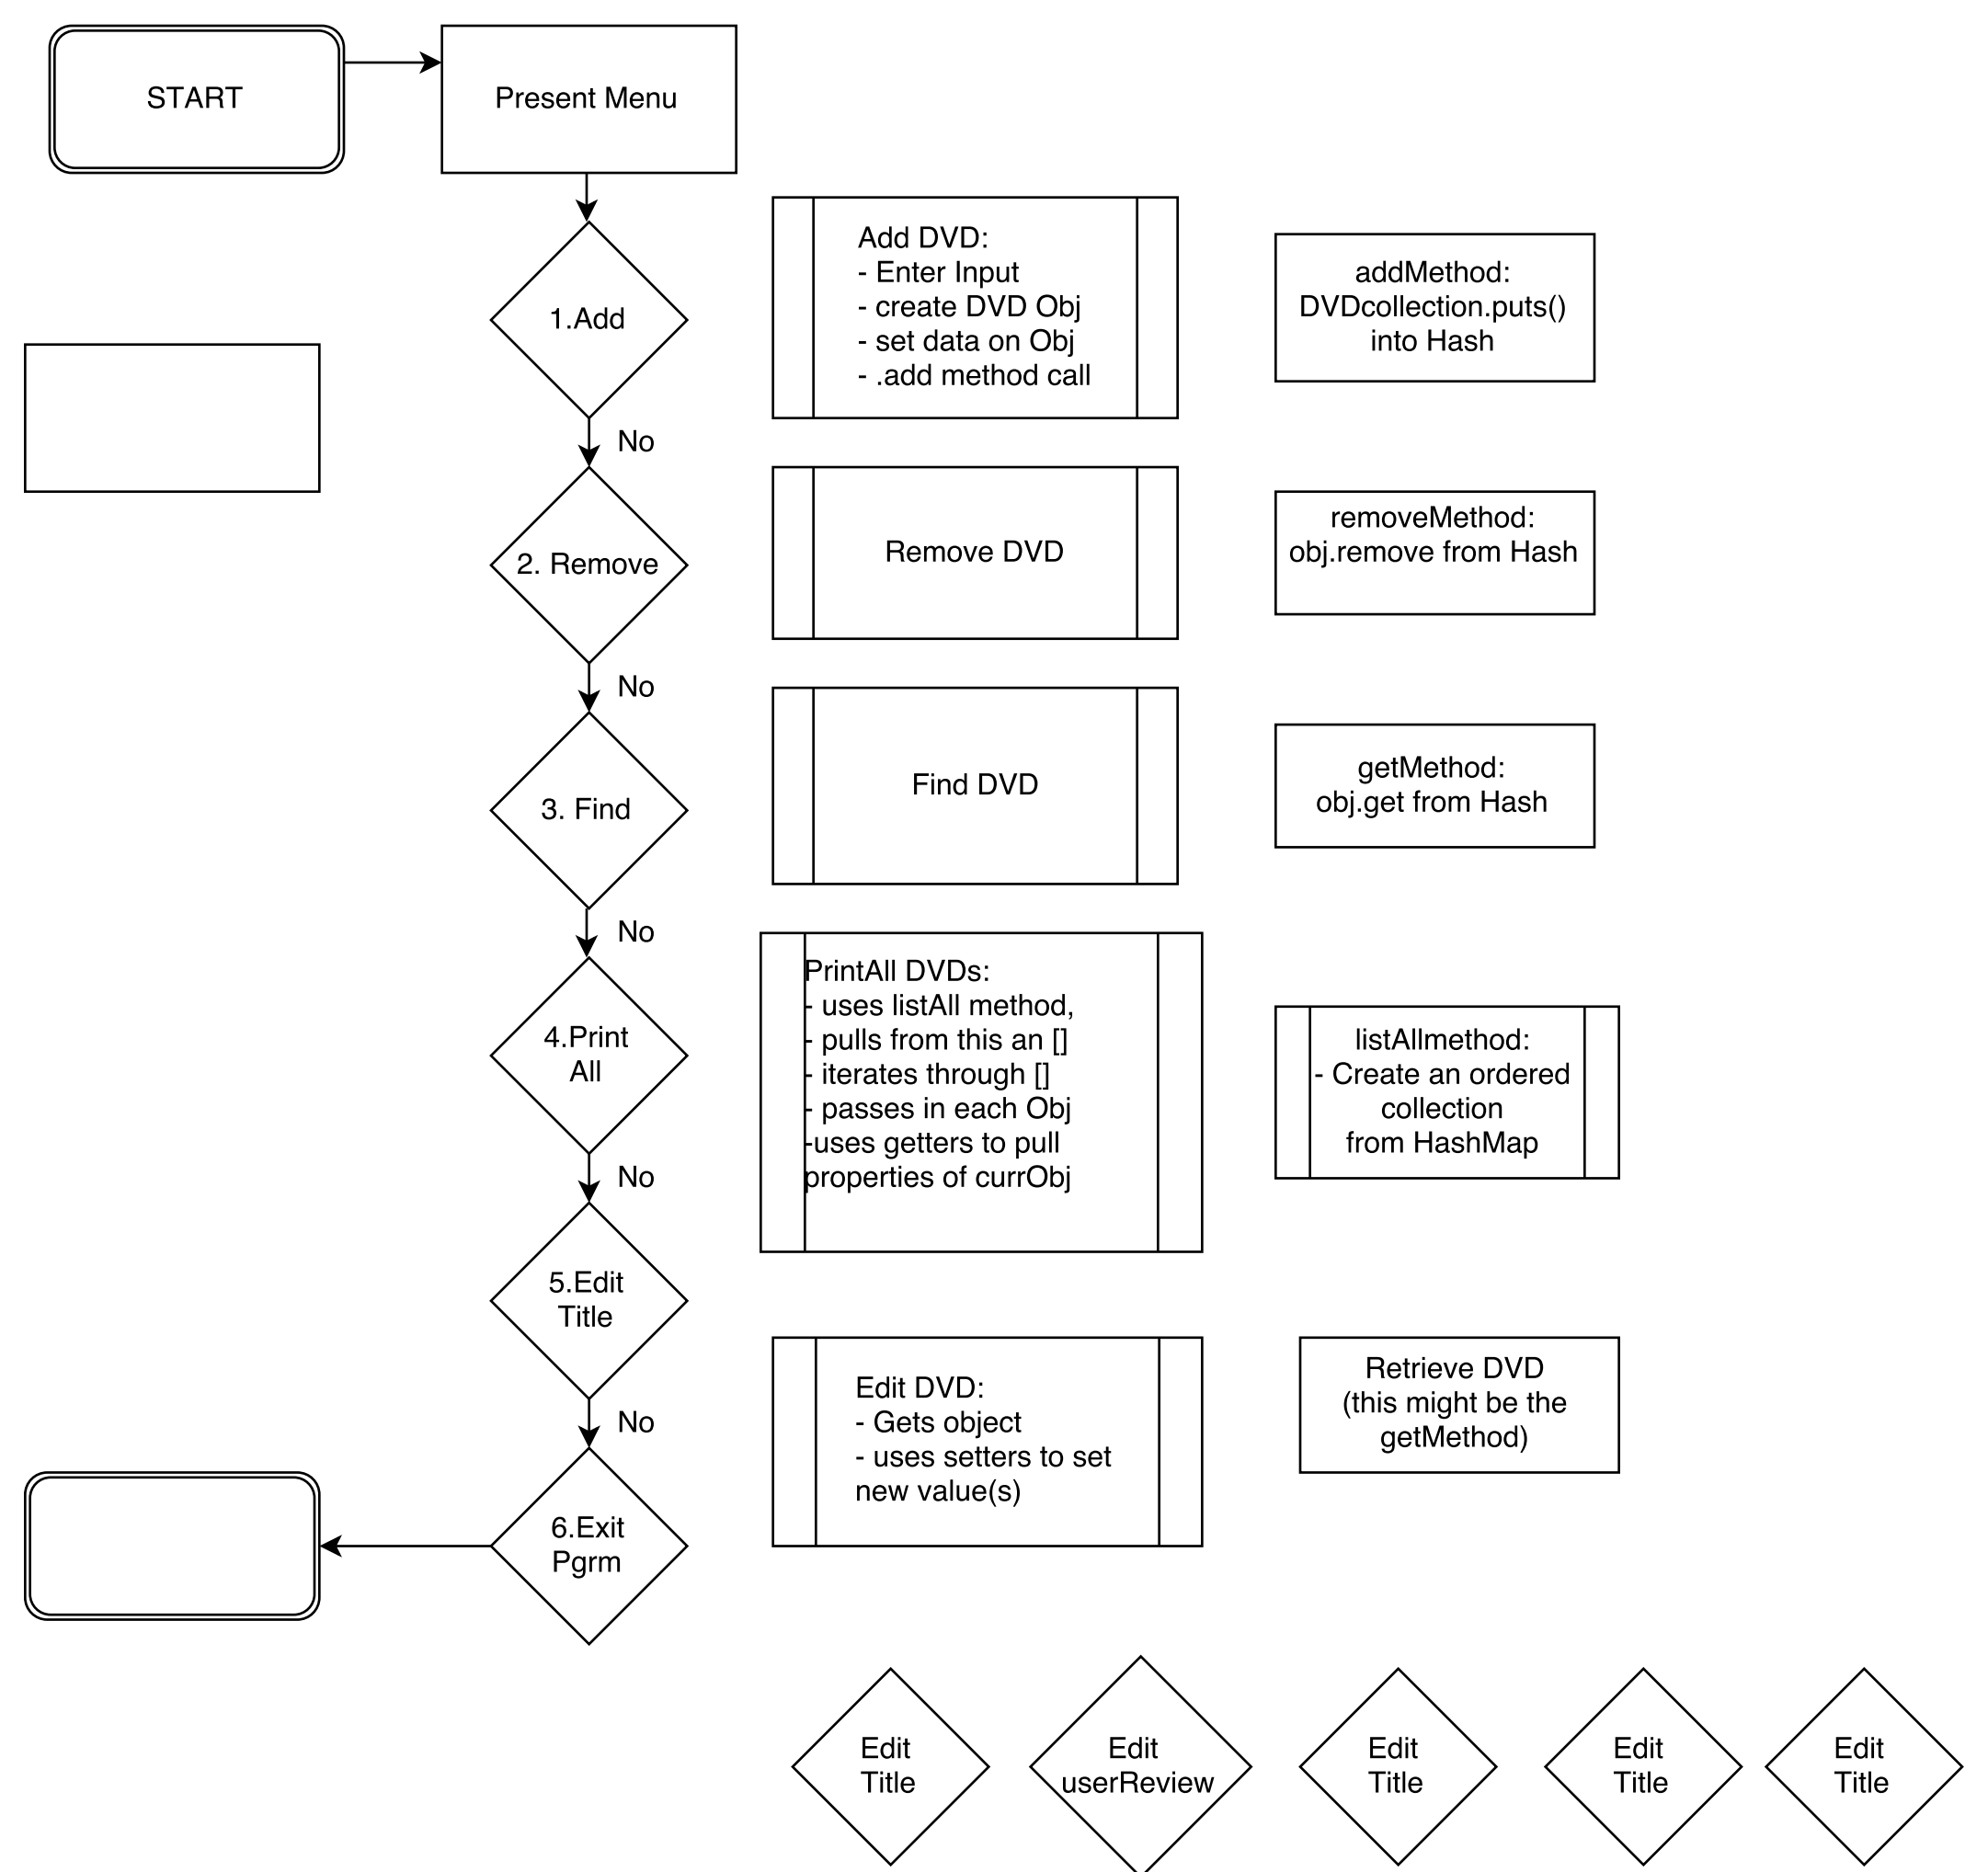 START
Present Menu
1.Add
Add DVD:
- Enter Input
- create DVD Obj
- set data on Obj
- .add method call
addMethod:
DVDcollection.puts()
into Hash
No
2. Remove
Remove DVD
removeMethod:
obj.remove from Hash
No
3. Find
Find DVD
getMethod:
obj.get from Hash
No
4.Print
All
PrintAll DVDs:
- uses listAll method,
- pulls from this an []
- iterates through []
- passes in each Obj
-uses getters to pull
properties of currObj
listAllmethod:
- Create an ordered
collection
from HashMap
No
5.Edit
Title
Edit DVD:
- Gets object
- uses setters to set
new value(s)
Retrieve DVD
(this might be the
getMethod)
No
6.Exit
Pgrm
Edit
Title
Edit
userReview
Edit
Title
Edit
Title
Edit
Title